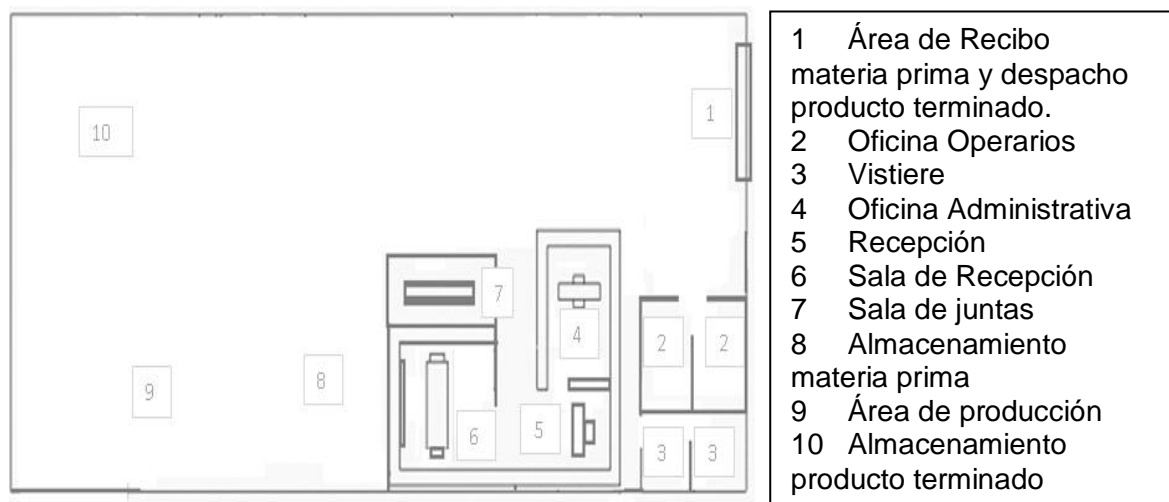 10
1
7
4
2
2
8
9
6
5
3
3
1 Área de Recibo
materia prima y despacho
producto terminado.
2 Oficina Operarios
3 Vistiere
4 Oficina Administrativa
5 Recepción
6 Sala de Recepción
7 Sala de juntas
8 Almacenamiento
materia prima
9 Área de producción
10 Almacenamiento
producto terminado